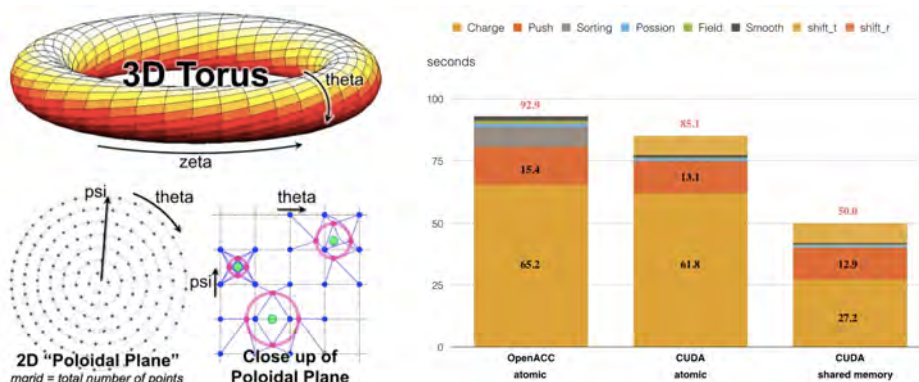 3D Torus
theta
zeta
psi
theta
2D "Poloidal Plane"
mgrid = total number of points
theta
psi
Close up of
Poloidal Plane
Charge Push Sorting Possion Field Smooth shift_t shift_r
seconds
100
75
50
25
0
92.9
15.4
65.2
85.1
13.1
61.8
50.0
12.9
27.2
OpenACC
atomic
CUDA
atomic
CUDA
shared memory